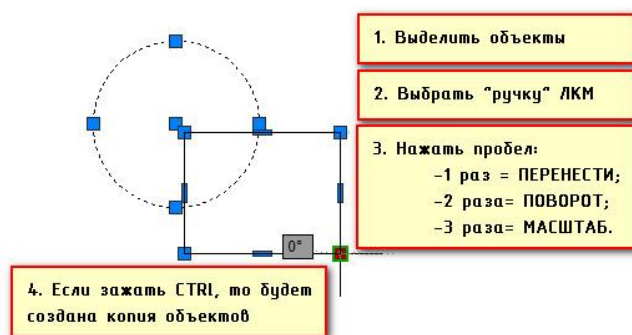 1. Выделить объекты
2. Выбрать "ручку" ЛКМ
3. Нажать пробел:
-1 раз = ПЕРЕНЕСТИ;
-2 раза= ПОВОРОТ;
-3 раза= МАСШТАБ.
0°
4. Если зажать CTRL, то будет
создана копия объектов